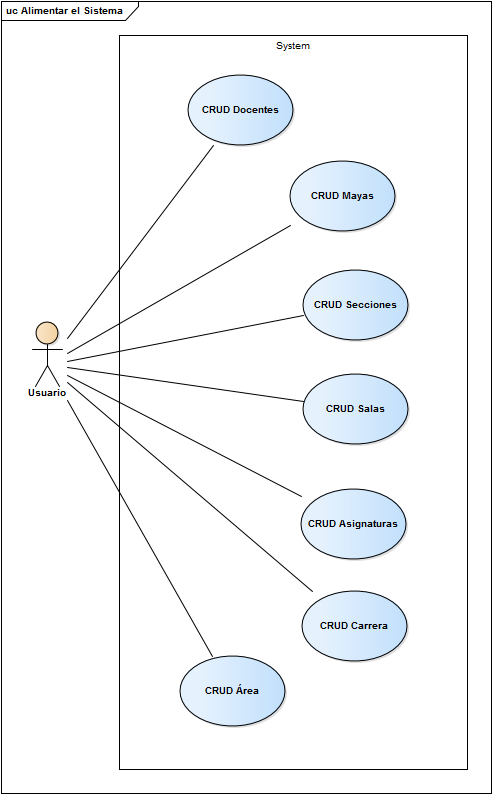 uc Alimentar el Sistema
System
CRUD Docentes
CRUD Mayas
CRUD Secciones
Usuario
CRUD Salas
CRUD Asignaturas
CRUD Carrera
CRUD Área